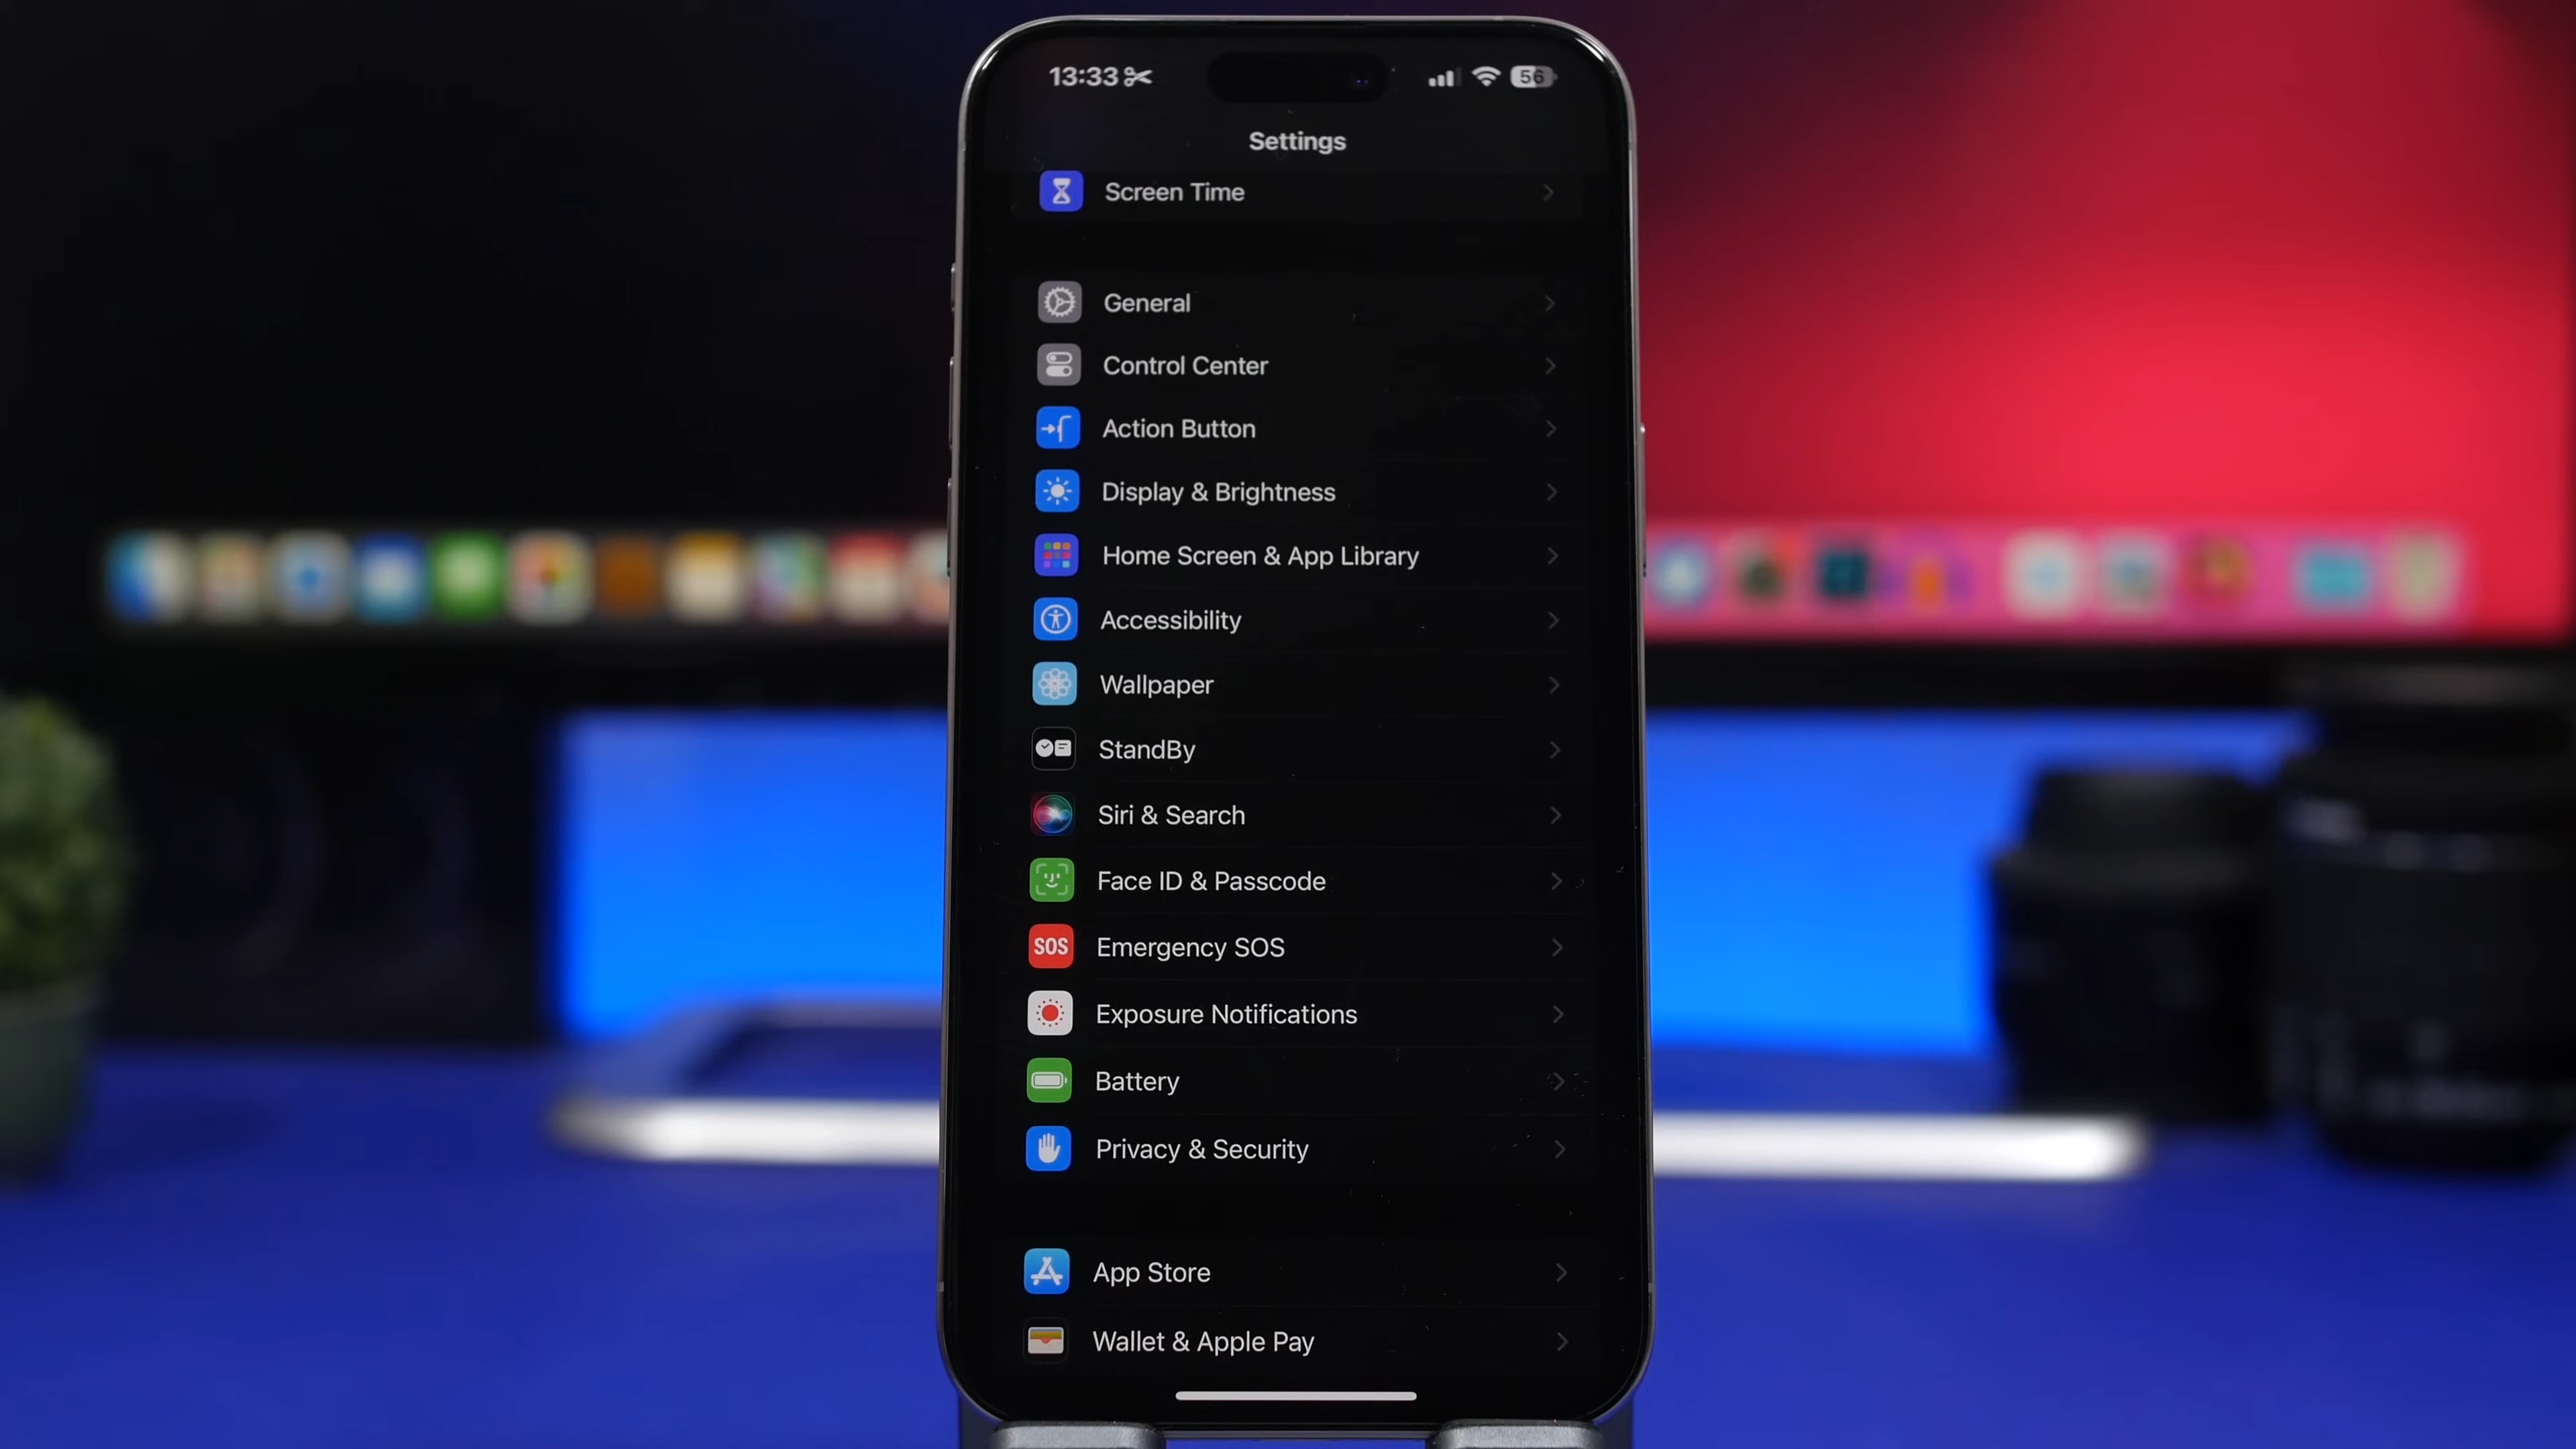 13:33
56
Settings
Screen Time
General
Control Center
Action Button
Display & Brightness
Home Screen & App Library
Accessibility
Wallpaper
StandBy
Siri & Search
Face ID & Passcode
SOS
Emergency SOS
Exposure Notifications
Battery
Privacy & Security
App Store
Wallet & Apple Pay